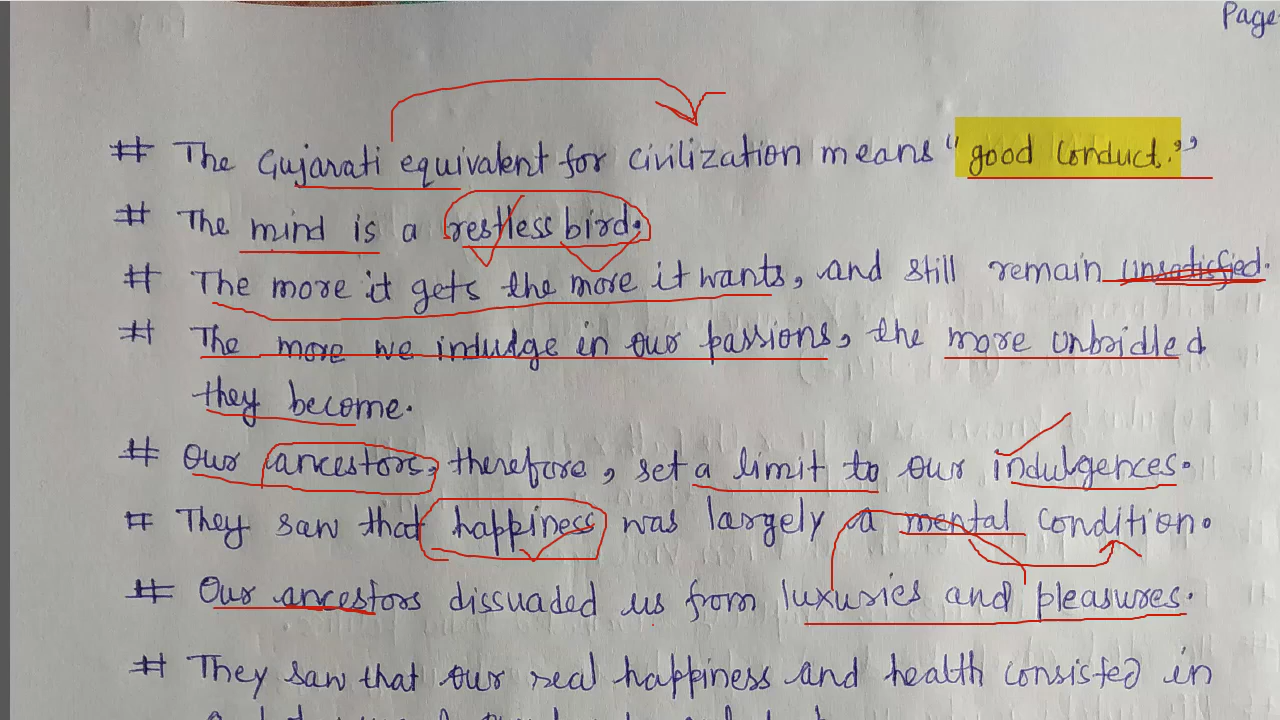 Page
# The Gujarati equivalent for civilization means "good conduct."
# The mind is a restless bird.
# The more it gets the more it wants, and still remain unsatisfied.
# The more we indulge in our passions, the more unbridled
they become.
# Our ancestors, therefore, set a limit to our indulgences.
# They saw that happiness was largely a mental condition.
# Our ancestors dissuaded us from luxuries and pleasures.
# They saw that our real happiness and health consisted in